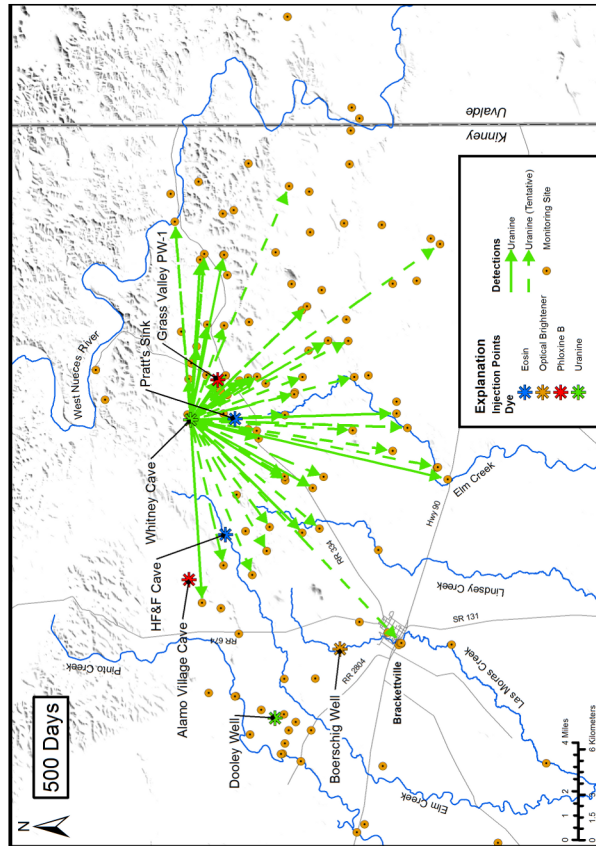 500 Days
N
West Nueces River
Grass Valley PW-1
Pratt's Sink
Whitney Cave
HF&F Cave
Alamo Village Cave
Pinto Creek
RR 674
Dooley Well
Boerschig Well
RR 2804
Brackettville
RR 334
SR 131
Hwy 90
Elm Creek
Lindsey Creek
Las Moras Creek
Elm Creek
Uvalde
Kinney
Explanation
Injection Points
Dye
Eosin
Optical Brightener
Phloxine B
Uranine
Detections
Uranine
Uranine (Tentative)
Monitoring Site
0 1 2 4 Miles
0 1.5 3 6 Kilometers